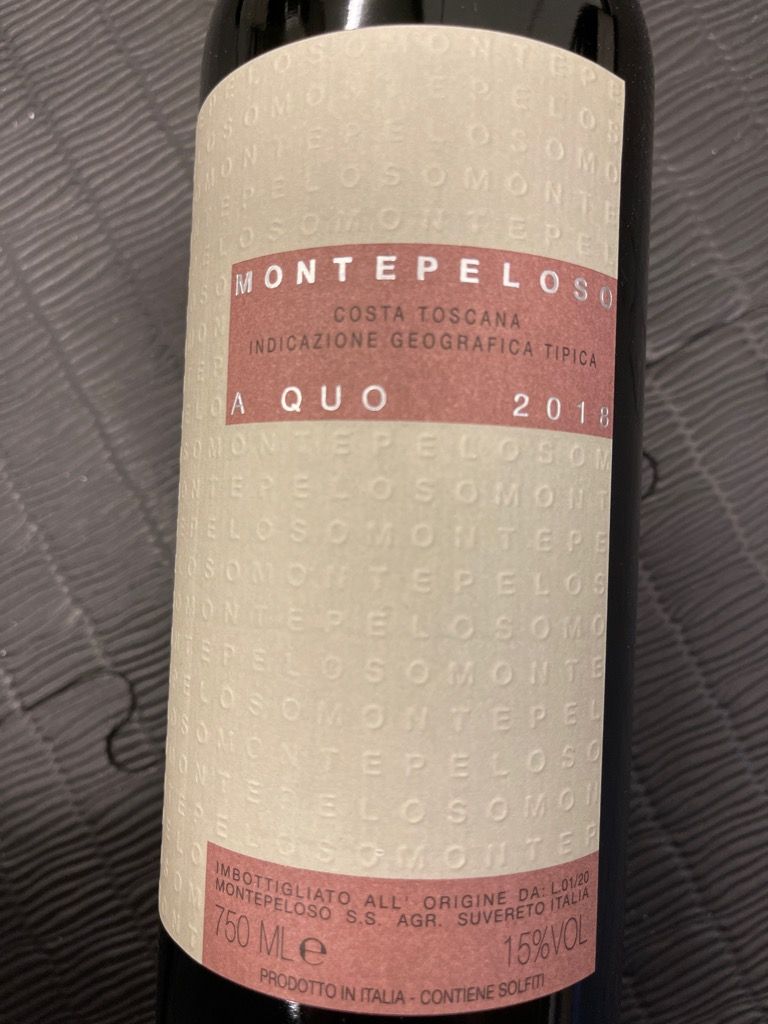 MONTEPELOSO
COSTA TOSCANA
INDICAZIONE GEOGRAFICA TIPICA
A QUO 2018
IMBOTTIGLIATO ALL' ORIGINE DA: L.01/20
MONTEPELOSO S.S. AGR. SUVERETO ITALIA
750 ML℮ 15%VOL
PRODOTTO IN ITALIA - CONTIENE SOLFITI